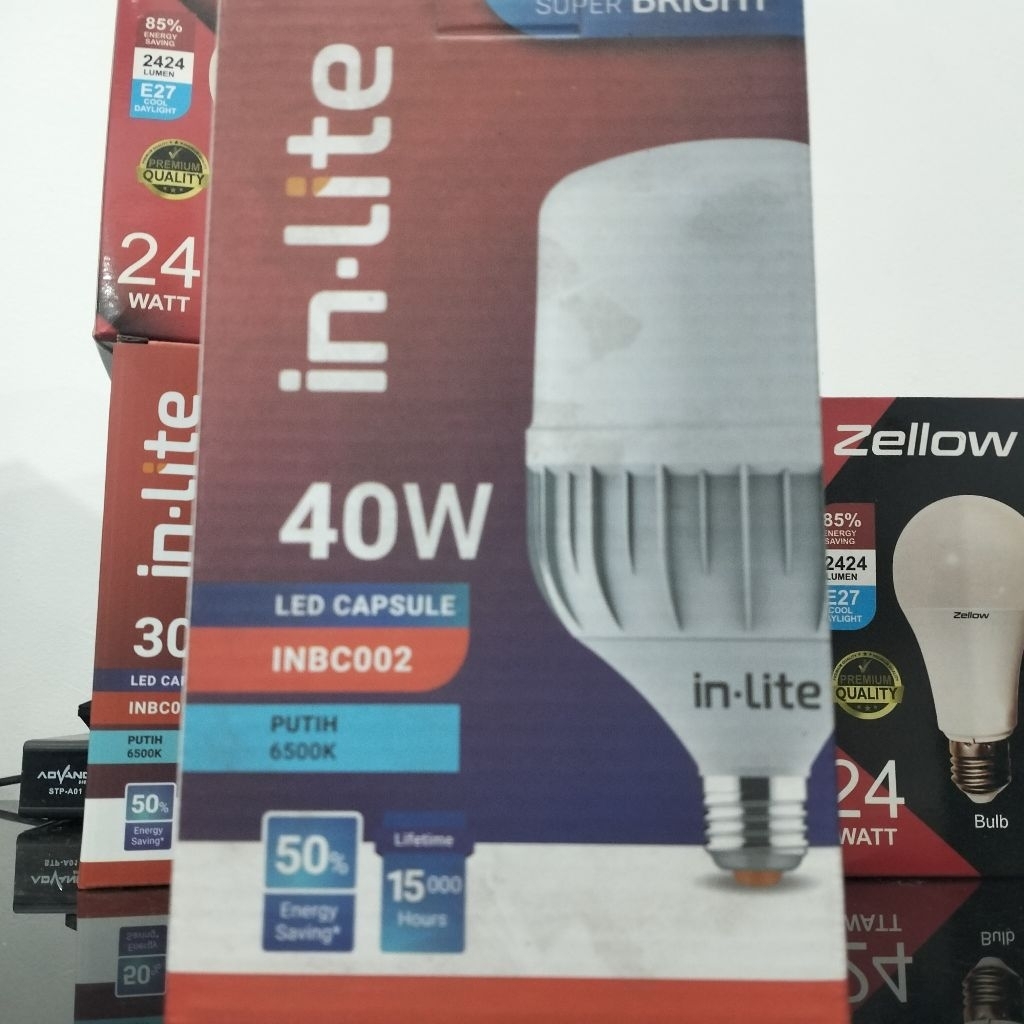 SUPER BRIGHT
in·lite
40W
LED CAPSULE
INBC002
PUTIH
6500K
50%
Energy
Saving*
Lifetime
15 000
Hours
in·lite
85%
ENERGY
SAVING
2424
LUMEN
E27
COOL
DAYLIGHT
PREMIUM
QUALITY
24
WATT
in·lite
30
LED CAP
INBC0
PUTIH
6500K
50%
Energy
Saving*
ADVANC
STP-A01
Zellow
85%
ENERGY
SAVING
2424
LUMEN
E27
COOL
DAYLIGHT
PREMIUM
QUALITY
24
WATT
Zellow
Bulb